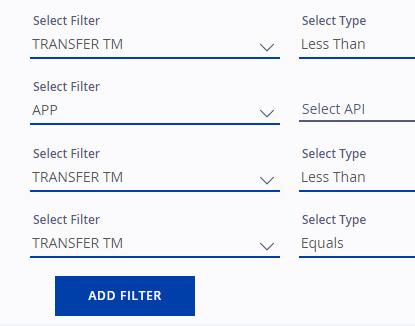 Select Filter Select Type
TRANSFER TM Less Than
Select Filter
APP Select API
Select Filter Select Type
TRANSFER TM Less Than
Select Filter Select Type
TRANSFER TM Equals
ADD FILTER